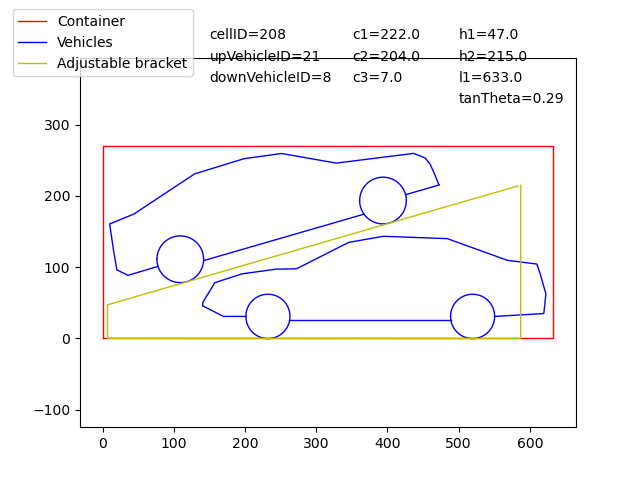 Container
Vehicles
Adjustable bracket
cellID=208 c1=222.0 h1=47.0
upVehicleID=21 c2=204.0 h2=215.0
downVehicleID=8 c3=7.0 l1=633.0
tanTheta=0.29
300
200
100
0
−100
0 100 200 300 400 500 600